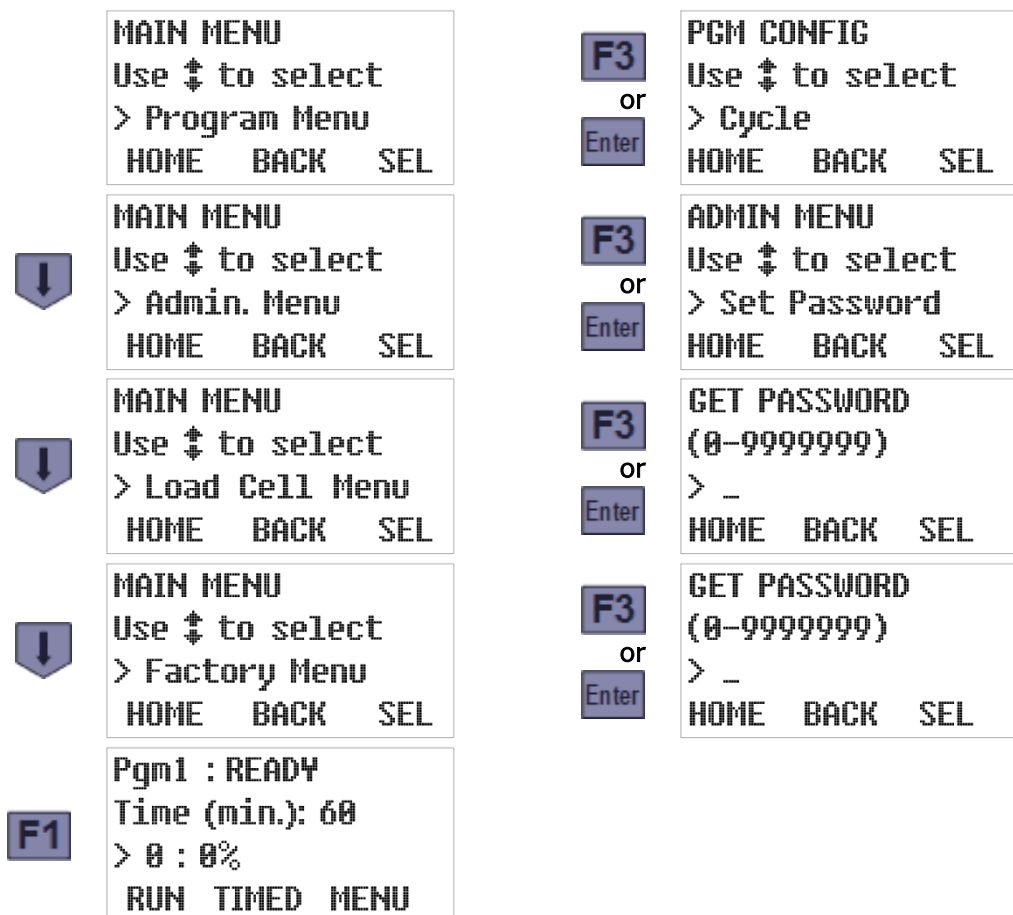 MAIN MENU
Use ↕ to select
> Program Menu
HOME BACK SEL
F3
or
Enter
PGM CONFIG
Use ↕ to select
> Cycle
HOME BACK SEL
MAIN MENU
Use ↕ to select
> Admin. Menu
HOME BACK SEL
F3
or
Enter
ADMIN MENU
Use ↕ to select
> Set Password
HOME BACK SEL
MAIN MENU
Use ↕ to select
> Load Cell Menu
HOME BACK SEL
F3
or
Enter
GET PASSWORD
(0-9999999)
> _
HOME BACK SEL
MAIN MENU
Use ↕ to select
> Factory Menu
HOME BACK SEL
F3
or
Enter
GET PASSWORD
(0-9999999)
> _
HOME BACK SEL
F1
Pgm1 : READY
Time (min.): 60
> 0 : 0%
RUN TIMED MENU